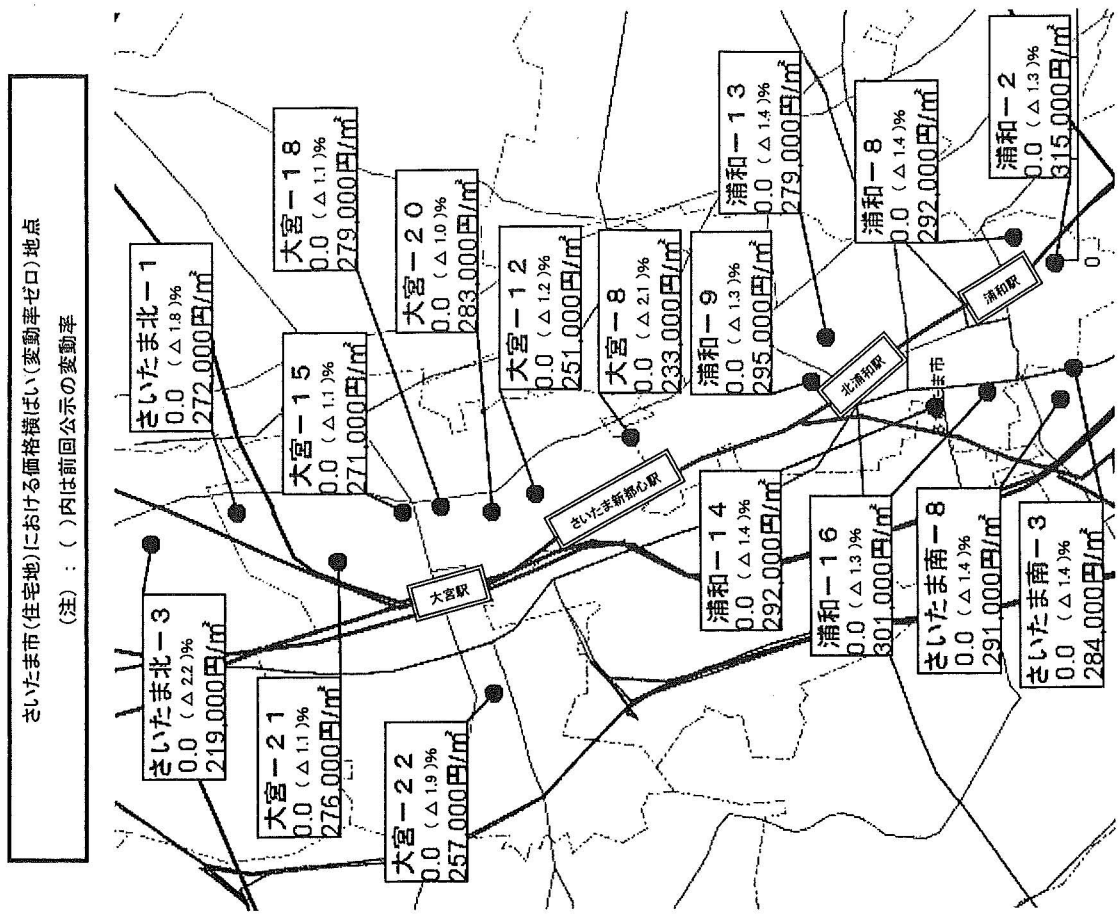 さいたま市(住宅地)における価格横ばい(変動率ゼロ)地点
(注)：( )内は前回公示の変動率
さいたま北－3
0.0 (△2.2)%
219,000円/㎡
さいたま北－1
0.0 (△1.8)%
272,000円/㎡
大宮－21
0.0 (△1.1)%
276,000円/㎡
大宮－15
0.0 (△1.1)%
271,000円/㎡
大宮－18
0.0 (△1.1)%
279,000円/㎡
大宮－22
0.0 (△1.9)%
257,000円/㎡
大宮－20
0.0 (△1.0)%
283,000円/㎡
大宮駅
大宮－12
0.0 (△1.2)%
251,000円/㎡
大宮－8
0.0 (△2.1)%
233,000円/㎡
さいたま新都心駅
浦和－9
0.0 (△1.3)%
295,000円/㎡
浦和－13
0.0 (△1.4)%
279,000円/㎡
浦和－14
0.0 (△1.4)%
292,000円/㎡
北浦和駅
浦和－8
0.0 (△1.4)%
292,000円/㎡
浦和－16
0.0 (△1.3)%
301,000円/㎡
さいたま市
さいたま南－8
0.0 (△1.4)%
291,000円/㎡
浦和駅
浦和－2
0.0 (△1.3)%
315,000円/㎡
さいたま南－3
0.0 (△1.4)%
284,000円/㎡
0